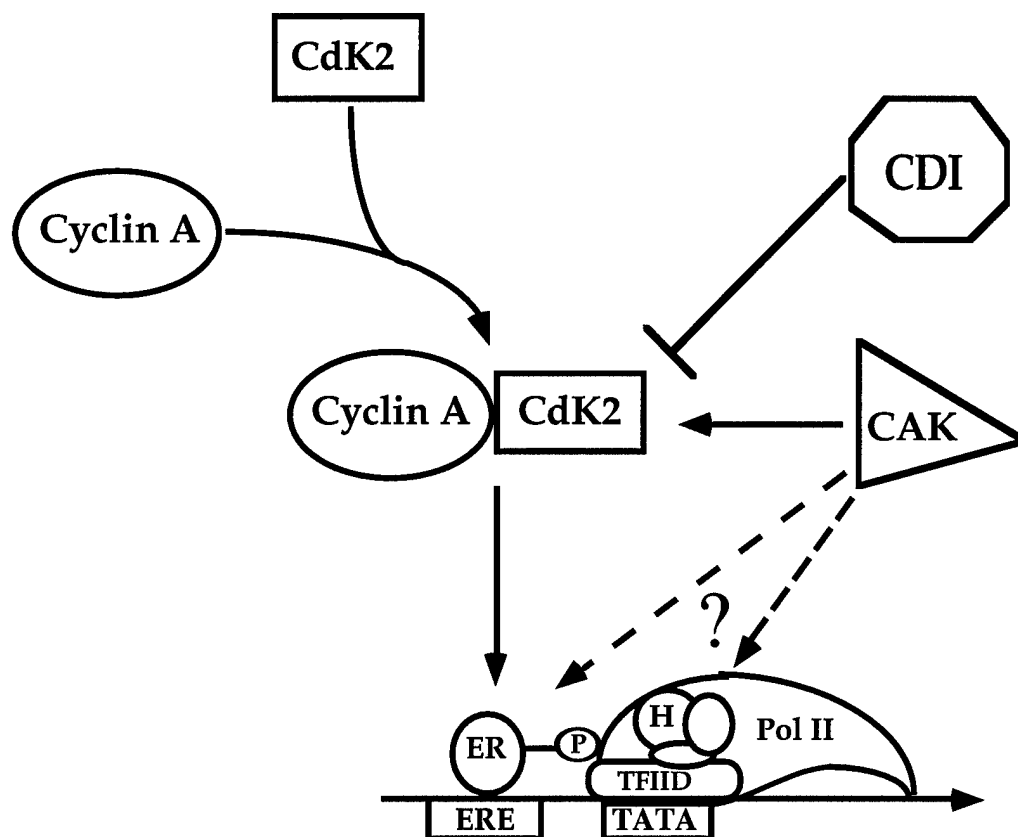 CdK2
CDI
Cyclin A
Cyclin A
CdK2
CAK
?
H
Pol II
ER
P
TFIID
ERE
TATA